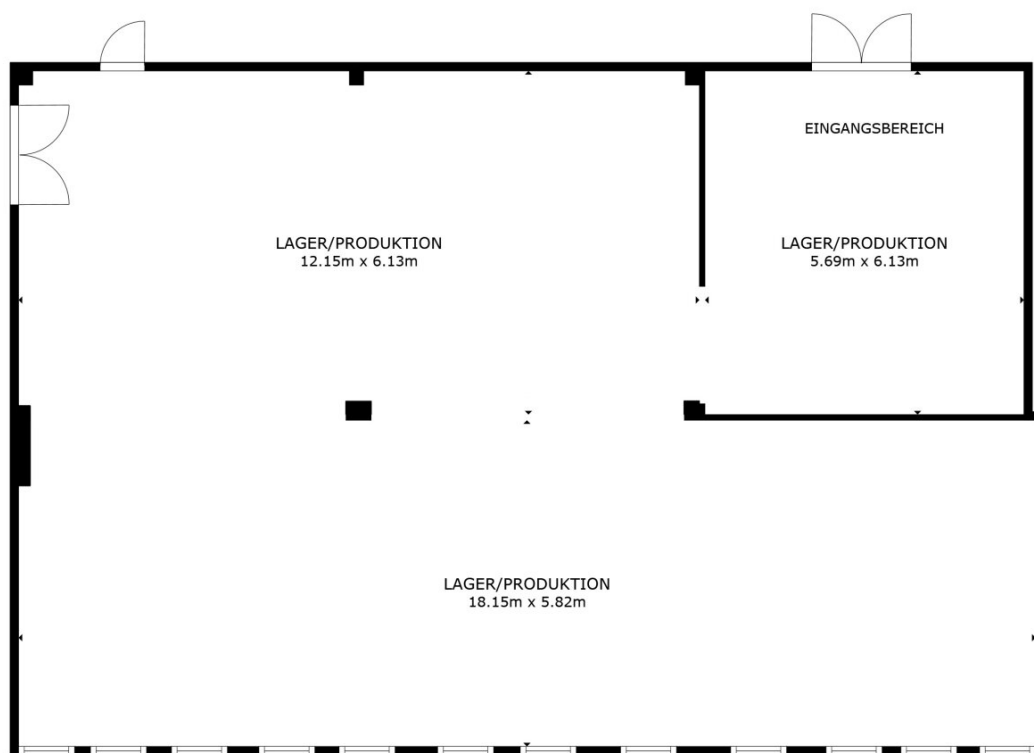 EINGANGSBEREICH
LAGER/PRODUKTION
12.15m x 6.13m
LAGER/PRODUKTION
5.69m x 6.13m
LAGER/PRODUKTION
18.15m x 5.82m